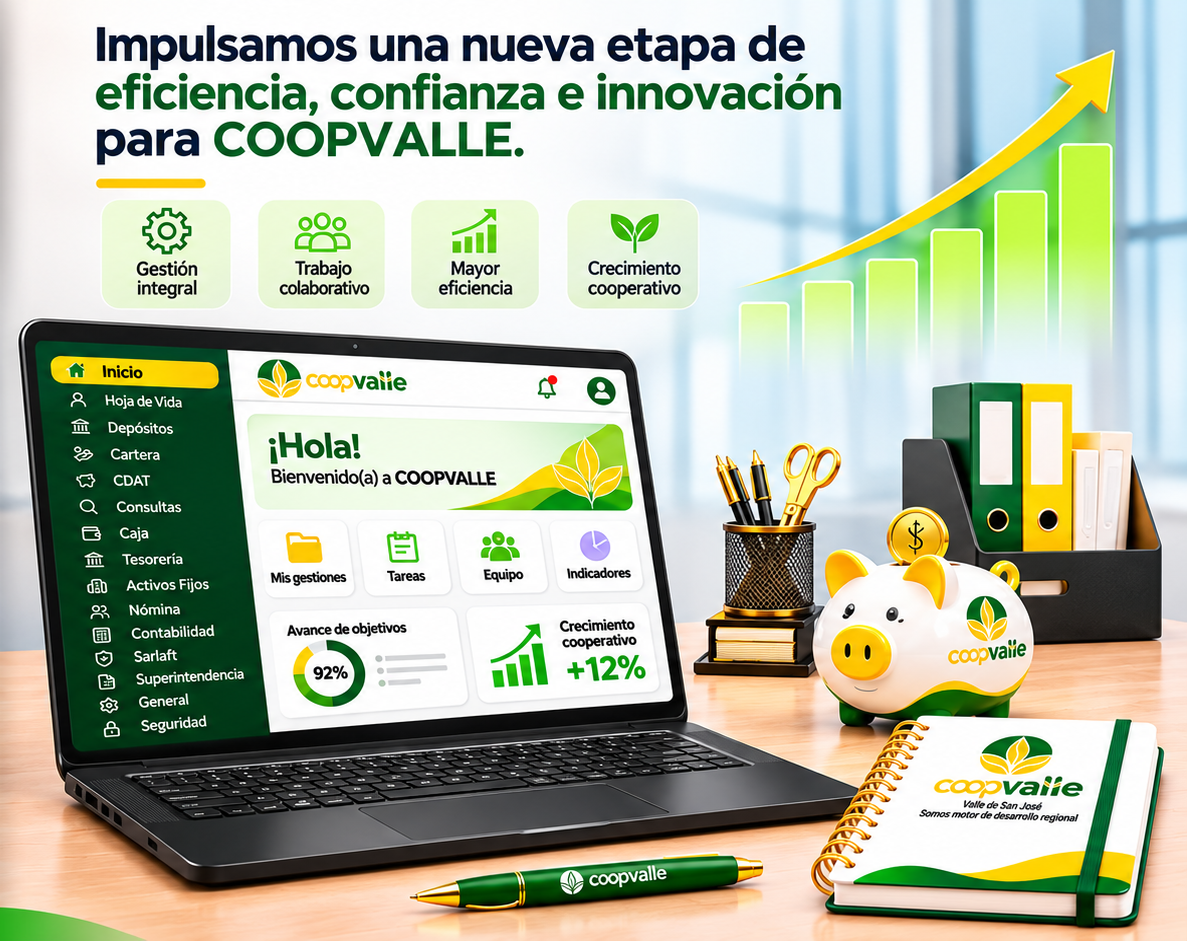 Impulsamos una nueva etapa de
eficiencia, confianza e innovación
para COOPVALLE.
Gestión
integral
Trabajo
colaborativo
Mayor
eficiencia
Crecimiento
cooperativo
Inicio
Hoja de Vida
Depósitos
Cartera
CDAT
Consultas
Caja
Tesorería
Activos Fijos
Nómina
Contabilidad
Sarlaft
Superintendencia
General
Seguridad
coopvalle
¡Hola!
Bienvenido(a) a COOPVALLE
Mis gestiones
Tareas
Equipo
Indicadores
Avance de objetivos
92%
Crecimiento
cooperativo
+12%
$
coopvalle
coopvalle
Valle de San José
Somos motor de desarrollo regional
coopvalle